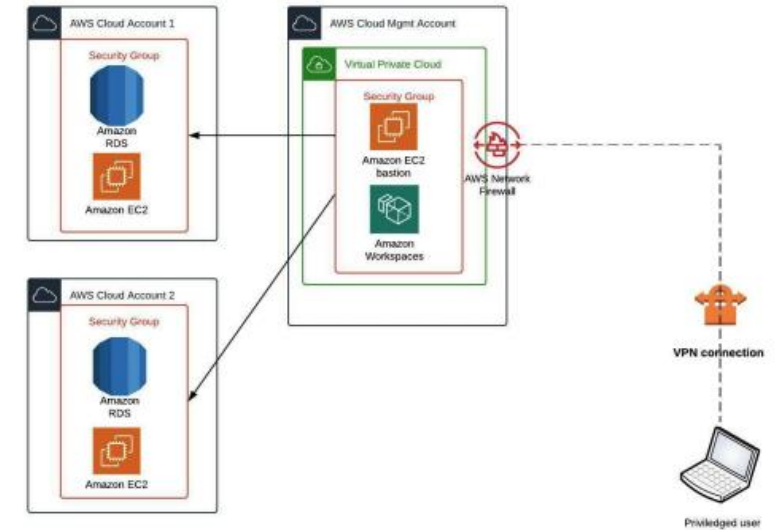 AWS Cloud Account 1
Security Group
Amazon
RDS
Amazon EC2
AWS Cloud Mgmt Account
Virtual Private Cloud
Security Group
Amazon EC2
bastion
Amazon
Workspaces
AWS Network
Firewall
AWS Cloud Account 2
Security Group
Amazon
RDS
Amazon EC2
VPN connection
Priviledged user